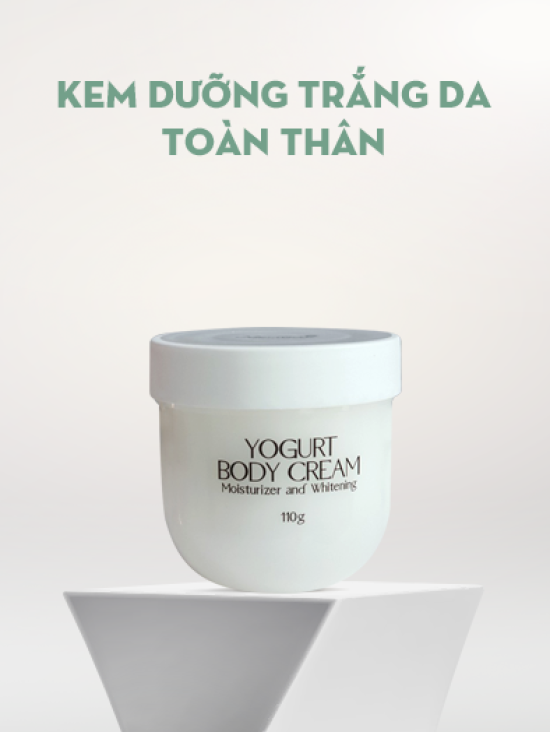 KEM DƯỠNG TRẮNG DA
TOÀN THÂN
YOGURT
BODY CREAM
Moisturizer and Whitening
110g